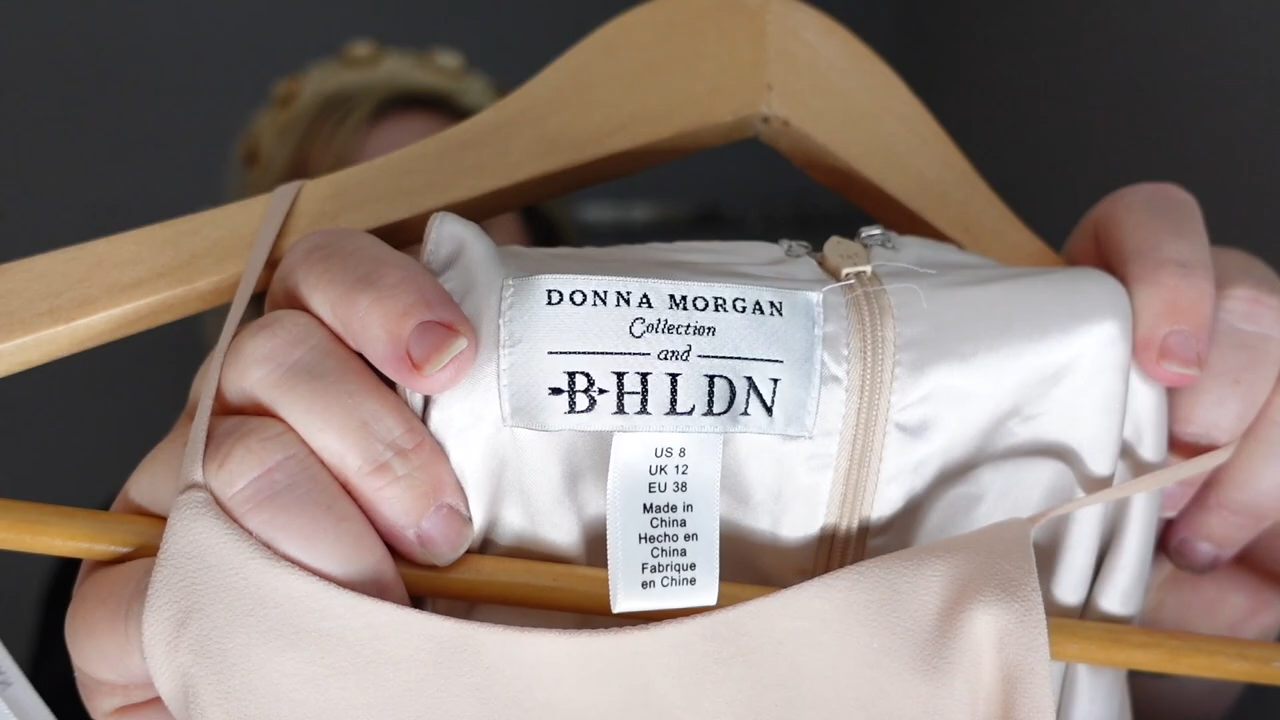 DONNA MORGAN
Collection
and
B·HLDN
US 8
UK 12
EU 38
Made in
China
Hecho en
China
Fabrique
en Chine